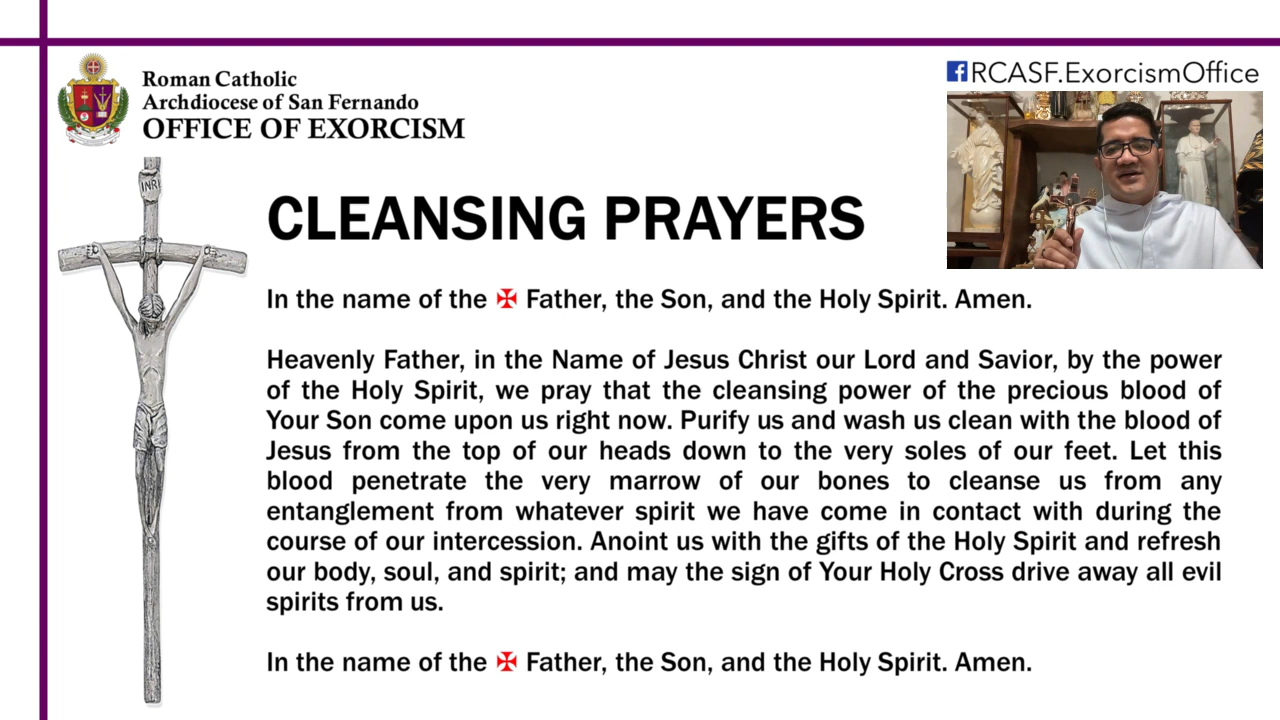 Roman Catholic
Archdiocese of San Fernando
OFFICE OF EXORCISM
RCASF.ExorcismOffice
INRI
CLEANSING PRAYERS
In the name of the ✠ Father, the Son, and the Holy Spirit. Amen.
Heavenly Father, in the Name of Jesus Christ our Lord and Savior, by the power
of the Holy Spirit, we pray that the cleansing power of the precious blood of
Your Son come upon us right now. Purify us and wash us clean with the blood of
Jesus from the top of our heads down to the very soles of our feet. Let this
blood penetrate the very marrow of our bones to cleanse us from any
entanglement from whatever spirit we have come in contact with during the
course of our intercession. Anoint us with the gifts of the Holy Spirit and refresh
our body, soul, and spirit; and may the sign of Your Holy Cross drive away all evil
spirits from us.
In the name of the ✠ Father, the Son, and the Holy Spirit. Amen.